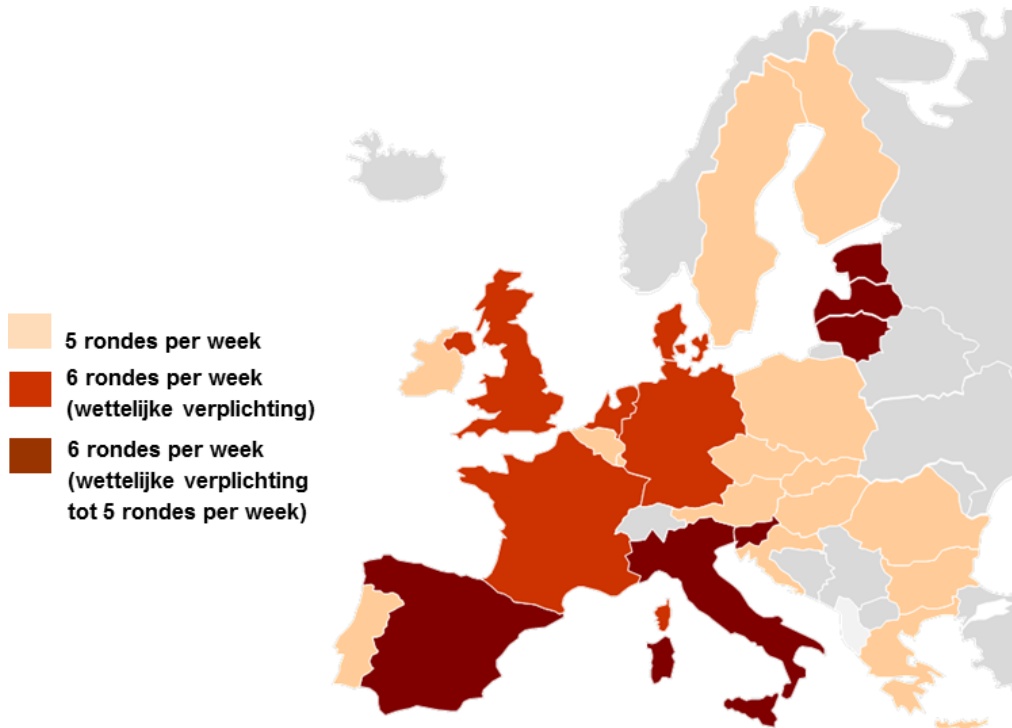 5 rondes per week
6 rondes per week
(wettelijke verplichting)
6 rondes per week
(wettelijke verplichting
tot 5 rondes per week)